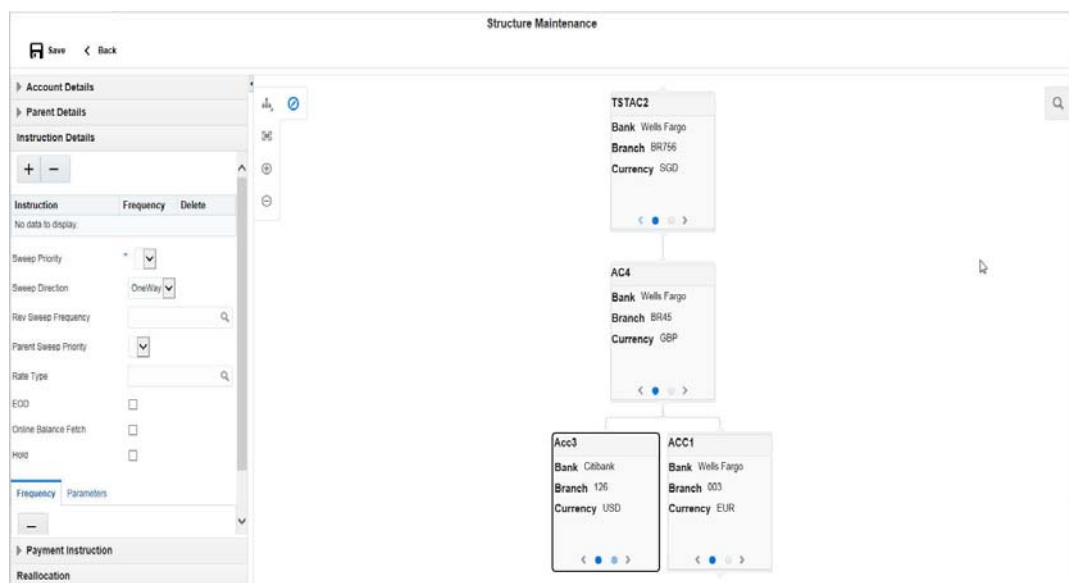 Structure Maintenance
Save
Back
Account Details
Parent Details
Instruction Details
+ −
Instruction Frequency Delete
No data to display.
Sweep Priority *
Sweep Direction OneWay
Rev Sweep Frequency
Parent Sweep Priority
Rate Type
EOD
Online Balance Fetch
Hold
Frequency Parameters
−
Payment Instruction
Reallocation
TSTAC2
Bank Wells Fargo
Branch BR756
Currency SGD
AC4
Bank Wells Fargo
Branch BR45
Currency GBP
Acc3
Bank Citibank
Branch 126
Currency USD
ACC1
Bank Wells Fargo
Branch 003
Currency EUR